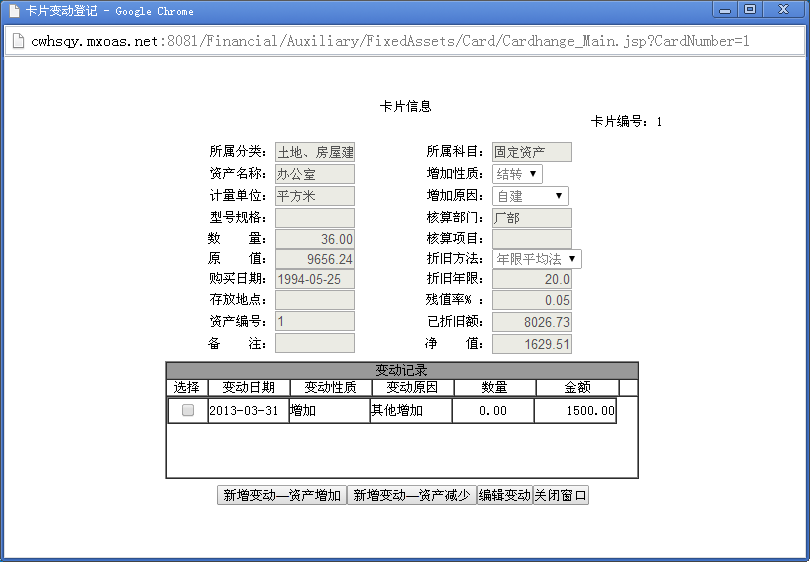 卡片变动登记 - Google Chrome
cwhsqy.mxoas.net:8081/Financial/Auxiliary/FixedAssets/Card/Cardhange_Main.jsp?CardNumber=1
卡片信息
卡片编号：1
所属分类： 土地、房屋建 所属科目： 固定资产
资产名称： 办公室 增加性质： 结转
计量单位： 平方米 增加原因： 自建
型号规格： 核算部门： 厂部
数 量： 36.00 核算项目：
原 值： 9656.24 折旧方法： 年限平均法
购买日期： 1994-05-25 折旧年限： 20.0
存放地点： 残值率% ： 0.05
资产编号： 1 已折旧额： 8026.73
备 注： 净 值： 1629.51
变动记录
选择 变动日期 变动性质 变动原因 数量 金额
2013-03-31 增加 其他增加 0.00 1500.00
新增变动—资产增加 新增变动—资产减少 编辑变动 关闭窗口